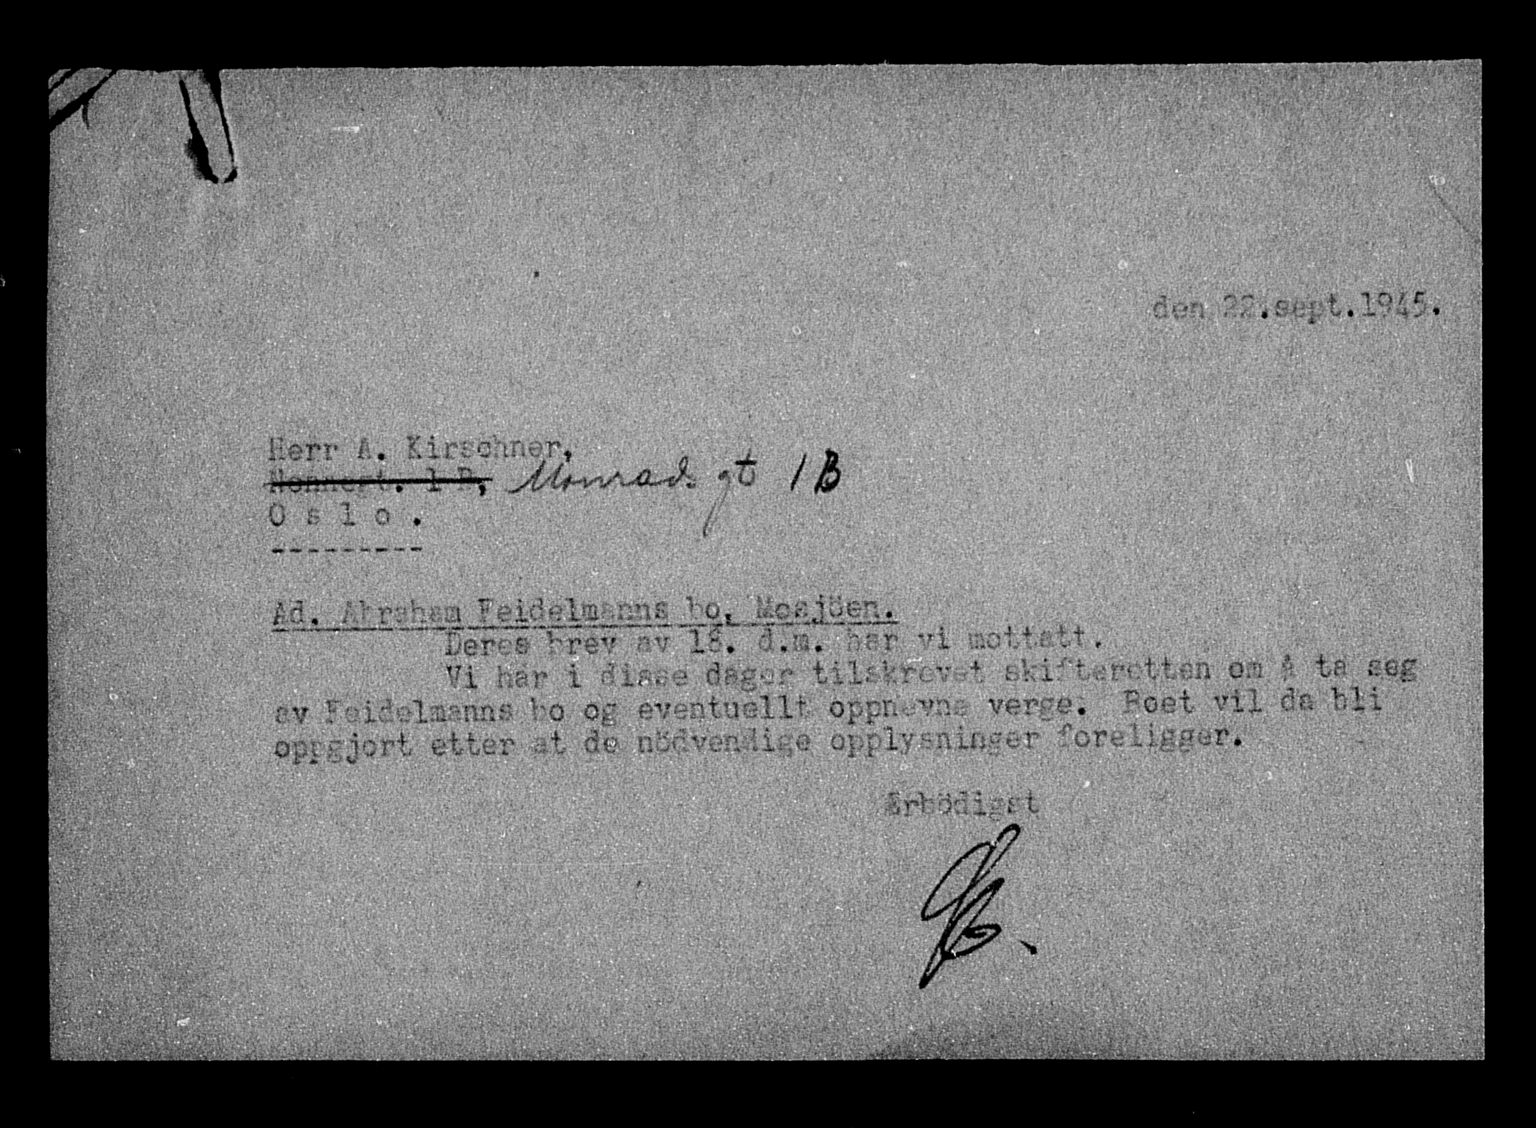 den 22.sept.1945.
Herr A. Kirschner,
1 B, Monrads gt 1 B
O s l o .
---------
Ad. Abraham Feidelmanns bo, Mosjöen.
Deres brev av 18. d.m. har vi mottatt.
Vi har i disse dager tilskrevet skifteretten om å ta seg
av Feidelmanns bo og eventuellt oppnevne verge. Boet vil da bli
oppgjort etter at de nödvendige opplysninger foreligger.
Ærbödigst